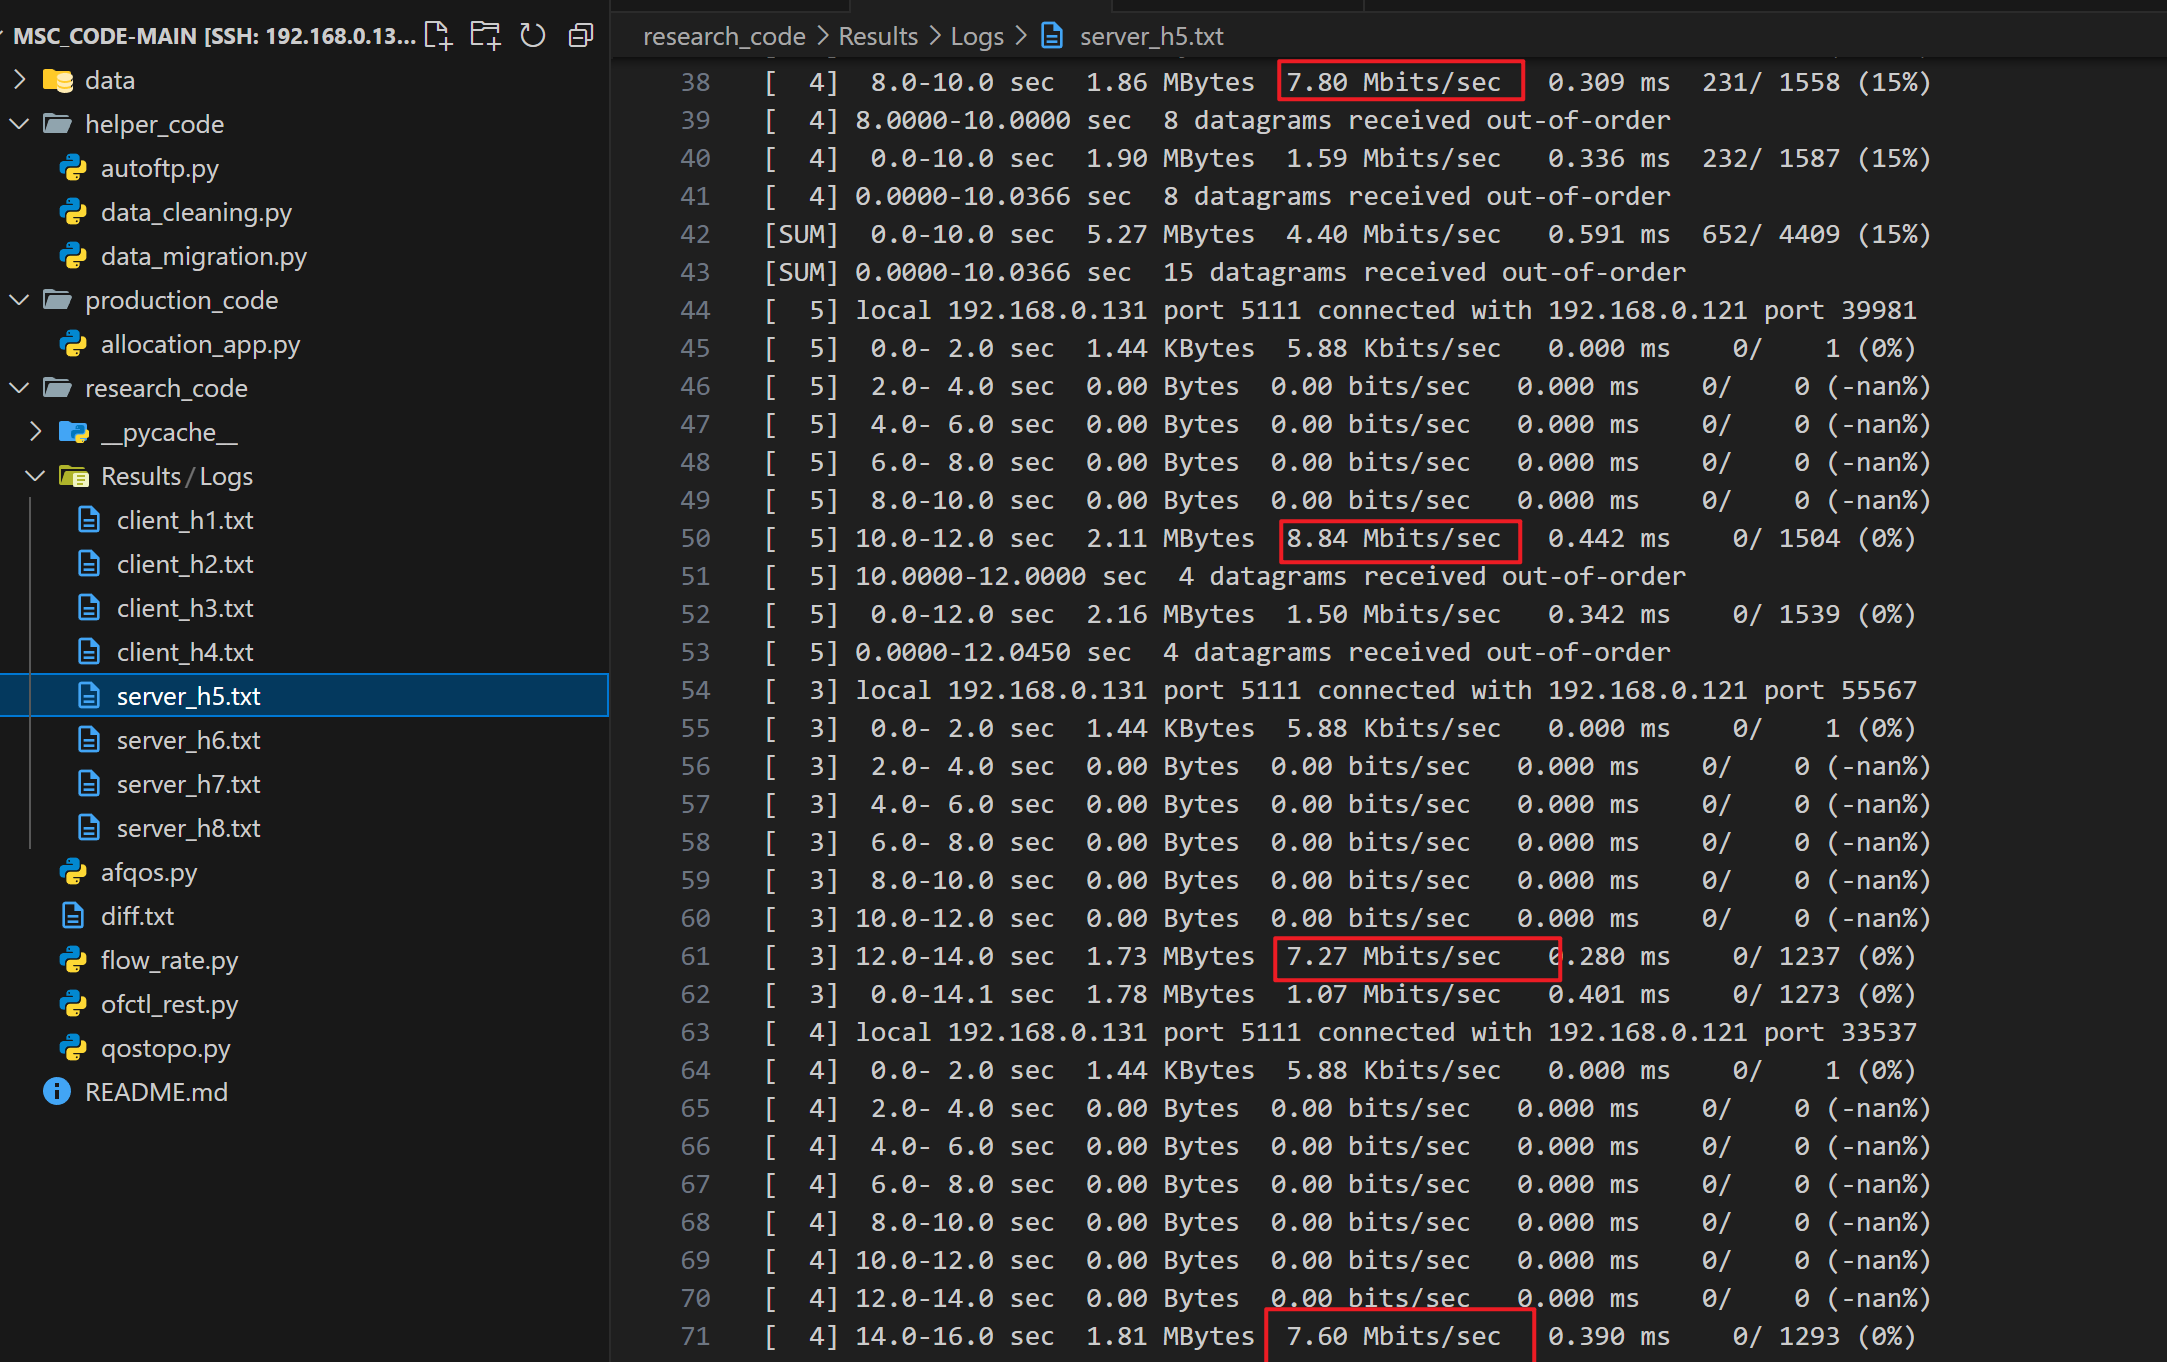 MSC_CODE-MAIN [SSH: 192.168.0.13...
data
helper_code
autoftp.py
data_cleaning.py
data_migration.py
production_code
allocation_app.py
research_code
__pycache__
Results/Logs
client_h1.txt
client_h2.txt
client_h3.txt
client_h4.txt
server_h5.txt
server_h6.txt
server_h7.txt
server_h8.txt
afqos.py
diff.txt
flow_rate.py
ofctl_rest.py
qostopo.py
README.md
research_code > Results > Logs > server_h5.txt
38 [  4]  8.0-10.0 sec  1.86 MBytes  7.80 Mbits/sec   0.309 ms  231/ 1558 (15%)
39 [  4] 8.0000-10.0000 sec  8 datagrams received out-of-order
40 [  4]  0.0-10.0 sec  1.90 MBytes  1.59 Mbits/sec   0.336 ms  232/ 1587 (15%)
41 [  4] 0.0000-10.0366 sec  8 datagrams received out-of-order
42 [SUM]  0.0-10.0 sec  5.27 MBytes  4.40 Mbits/sec   0.591 ms  652/ 4409 (15%)
43 [SUM] 0.0000-10.0366 sec  15 datagrams received out-of-order
44 [  5] local 192.168.0.131 port 5111 connected with 192.168.0.121 port 39981
45 [  5]  0.0- 2.0 sec  1.44 KBytes  5.88 Kbits/sec   0.000 ms    0/    1 (0%)
46 [  5]  2.0- 4.0 sec  0.00 Bytes  0.00 bits/sec   0.000 ms    0/    0 (-nan%)
47 [  5]  4.0- 6.0 sec  0.00 Bytes  0.00 bits/sec   0.000 ms    0/    0 (-nan%)
48 [  5]  6.0- 8.0 sec  0.00 Bytes  0.00 bits/sec   0.000 ms    0/    0 (-nan%)
49 [  5]  8.0-10.0 sec  0.00 Bytes  0.00 bits/sec   0.000 ms    0/    0 (-nan%)
50 [  5] 10.0-12.0 sec  2.11 MBytes  8.84 Mbits/sec   0.442 ms    0/ 1504 (0%)
51 [  5] 10.0000-12.0000 sec  4 datagrams received out-of-order
52 [  5]  0.0-12.0 sec  2.16 MBytes  1.50 Mbits/sec   0.342 ms    0/ 1539 (0%)
53 [  5] 0.0000-12.0450 sec  4 datagrams received out-of-order
54 [  3] local 192.168.0.131 port 5111 connected with 192.168.0.121 port 55567
55 [  3]  0.0- 2.0 sec  1.44 KBytes  5.88 Kbits/sec   0.000 ms    0/    1 (0%)
56 [  3]  2.0- 4.0 sec  0.00 Bytes  0.00 bits/sec   0.000 ms    0/    0 (-nan%)
57 [  3]  4.0- 6.0 sec  0.00 Bytes  0.00 bits/sec   0.000 ms    0/    0 (-nan%)
58 [  3]  6.0- 8.0 sec  0.00 Bytes  0.00 bits/sec   0.000 ms    0/    0 (-nan%)
59 [  3]  8.0-10.0 sec  0.00 Bytes  0.00 bits/sec   0.000 ms    0/    0 (-nan%)
60 [  3] 10.0-12.0 sec  0.00 Bytes  0.00 bits/sec   0.000 ms    0/    0 (-nan%)
61 [  3] 12.0-14.0 sec  1.73 MBytes  7.27 Mbits/sec   0.280 ms    0/ 1237 (0%)
62 [  3]  0.0-14.1 sec  1.78 MBytes  1.07 Mbits/sec   0.401 ms    0/ 1273 (0%)
63 [  4] local 192.168.0.131 port 5111 connected with 192.168.0.121 port 33537
64 [  4]  0.0- 2.0 sec  1.44 KBytes  5.88 Kbits/sec   0.000 ms    0/    1 (0%)
65 [  4]  2.0- 4.0 sec  0.00 Bytes  0.00 bits/sec   0.000 ms    0/    0 (-nan%)
66 [  4]  4.0- 6.0 sec  0.00 Bytes  0.00 bits/sec   0.000 ms    0/    0 (-nan%)
67 [  4]  6.0- 8.0 sec  0.00 Bytes  0.00 bits/sec   0.000 ms    0/    0 (-nan%)
68 [  4]  8.0-10.0 sec  0.00 Bytes  0.00 bits/sec   0.000 ms    0/    0 (-nan%)
69 [  4] 10.0-12.0 sec  0.00 Bytes  0.00 bits/sec   0.000 ms    0/    0 (-nan%)
70 [  4] 12.0-14.0 sec  0.00 Bytes  0.00 bits/sec   0.000 ms    0/    0 (-nan%)
71 [  4] 14.0-16.0 sec  1.81 MBytes  7.60 Mbits/sec   0.390 ms    0/ 1293 (0%)